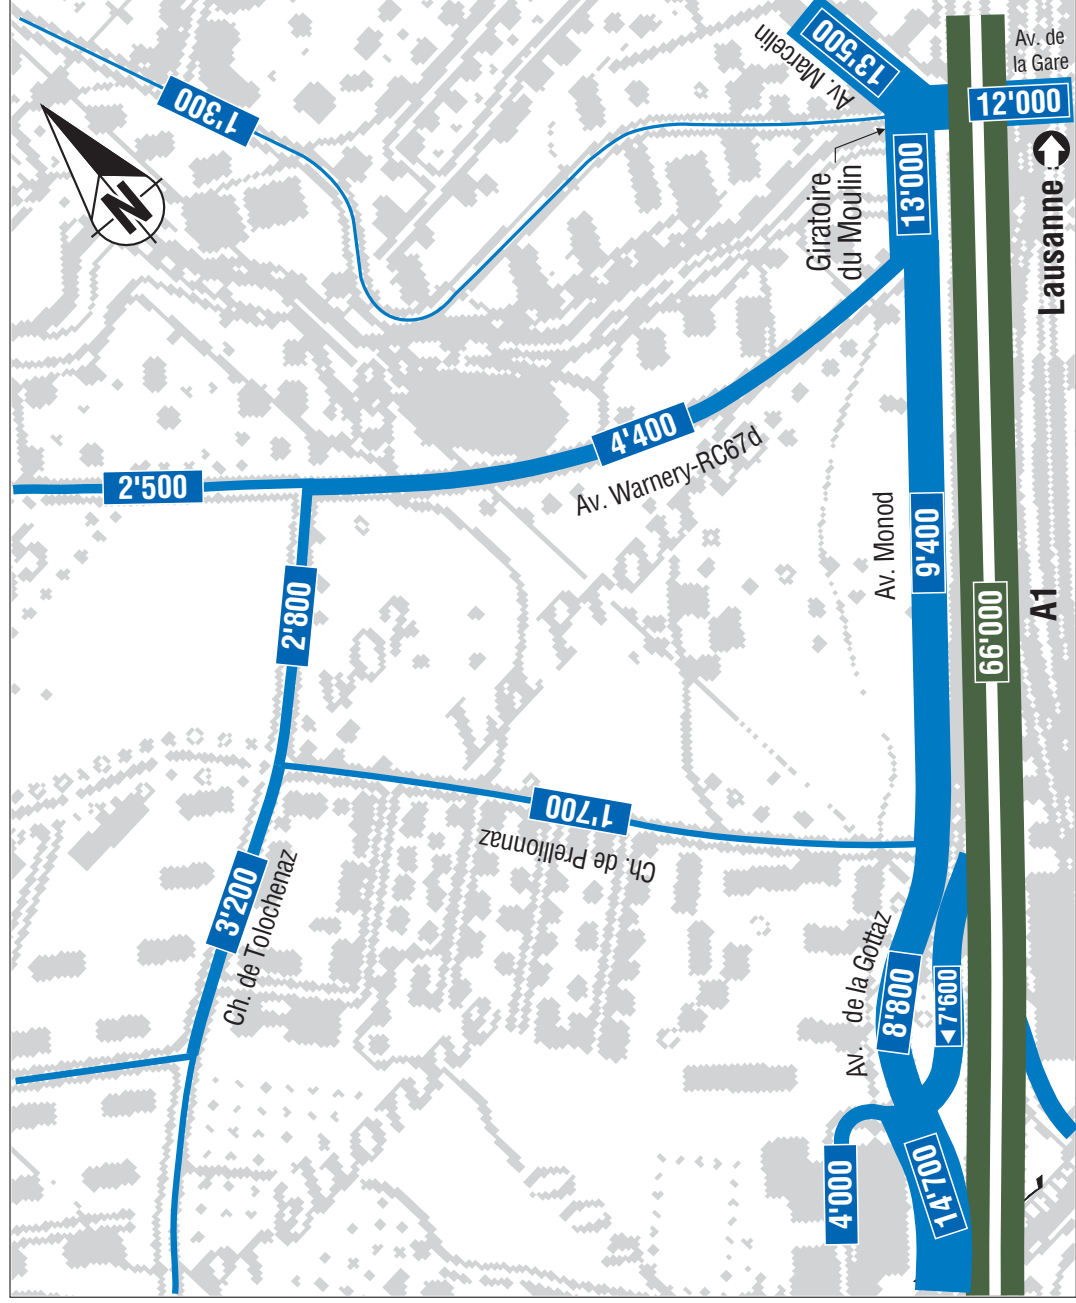 13'500
Av. Marcelin
Av. de
la Gare
12'000
1'300
N
Giratoire
du Moulin
13'000
Lausanne
4'400
Av. Warnery-RC67d
2'500
Av. Monod
9'400
2'800
66'000
A1
1'700
Ch. de Prellionnaz
3'200
Ch. de Tolochenaz
Av. de la Gottaz
8'800
7'600
4'000
14'700